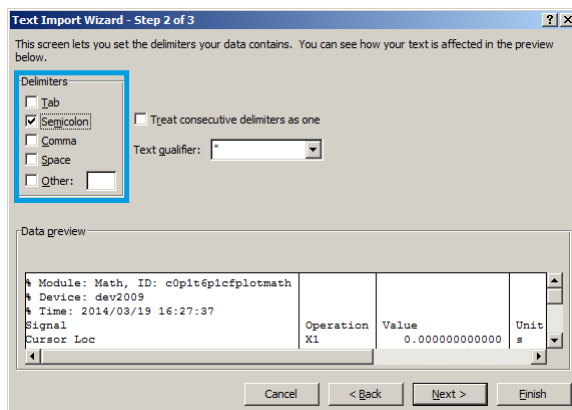 Text Import Wizard - Step 2 of 3
This screen lets you set the delimiters your data contains. You can see how your text is affected in the preview
below.
Delimiters
Tab
Semicolon
Comma
Space
Other:
Treat consecutive delimiters as one
Text qualifier: "
Data preview
% Module: Math, ID: c0p1t6p1cfplotmath
% Device: dev2009
% Time: 2014/03/19 16:27:37
Signal Operation Value Unit
Cursor Loc X1 0.000000000000 s
Cancel < Back Next > Finish